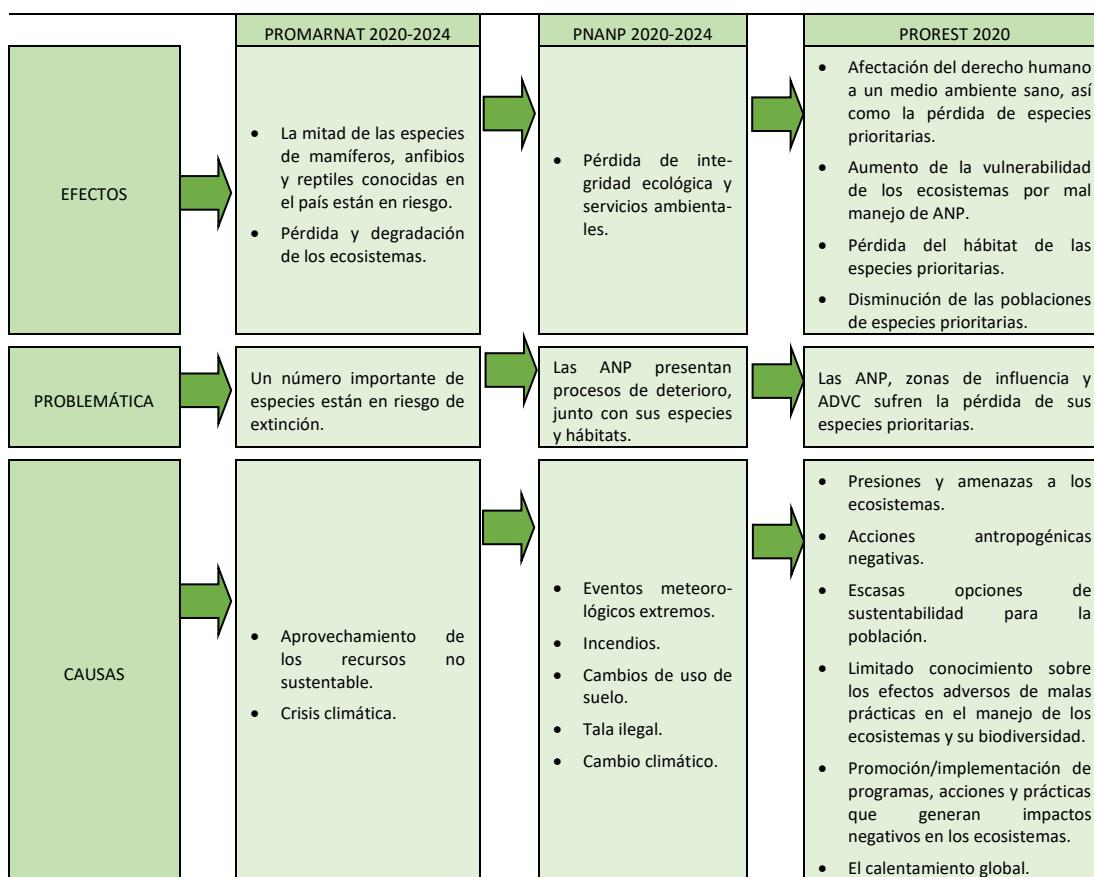 PROMARNAT 2020-2024
PNANP 2020-2024
PROREST 2020
EFECTOS
• La mitad de las especies
de mamíferos, anfibios
y reptiles conocidas en
el país están en riesgo.
• Pérdida y degradación
de los ecosistemas.
• Pérdida de inte-
gridad ecológica y
servicios ambienta-
les.
• Afectación del derecho humano
a un medio ambiente sano, así
como la pérdida de especies
prioritarias.
• Aumento de la vulnerabilidad
de los ecosistemas por mal
manejo de ANP.
• Pérdida del hábitat de las
especies prioritarias.
• Disminución de las poblaciones
de especies prioritarias.
PROBLEMÁTICA
Un número importante de
especies están en riesgo de
extinción.
Las ANP presentan
procesos de deterioro,
junto con sus especies
y hábitats.
Las ANP, zonas de influencia y
ADVC sufren la pérdida de sus
especies prioritarias.
CAUSAS
• Aprovechamiento de
los recursos no
sustentable.
• Crisis climática.
• Eventos meteoro-
lógicos extremos.
• Incendios.
• Cambios de uso de
suelo.
• Tala ilegal.
• Cambio climático.
• Presiones y amenazas a los
ecosistemas.
• Acciones antropogénicas
negativas.
• Escasas opciones de
sustentabilidad para la
población.
• Limitado conocimiento sobre
los efectos adversos de malas
prácticas en el manejo de los
ecosistemas y su biodiversidad.
• Promoción/implementación de
programas, acciones y prácticas
que generan impactos
negativos en los ecosistemas.
• El calentamiento global.